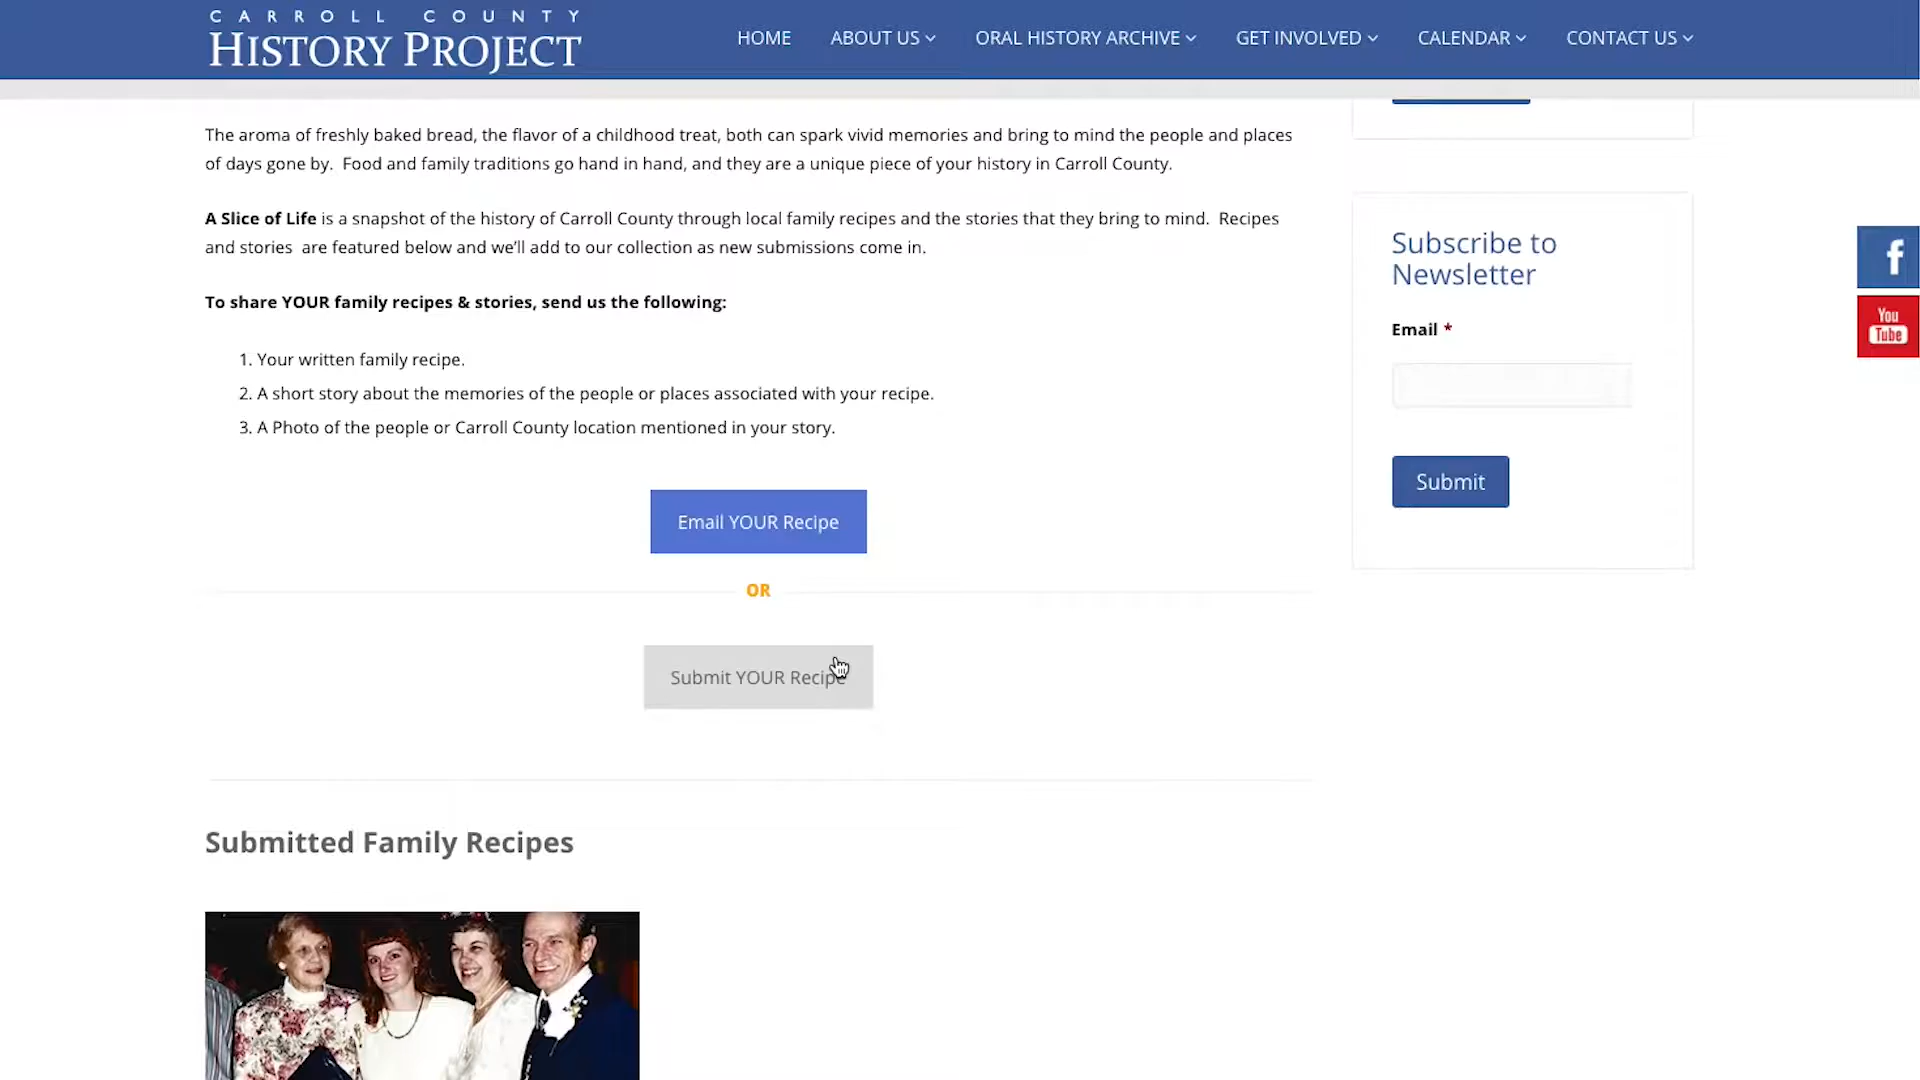 CARROLL COUNTY
HISTORY PROJECT
HOME
ABOUT US
ORAL HISTORY ARCHIVE
GET INVOLVED
CALENDAR
CONTACT US
The aroma of freshly baked bread, the flavor of a childhood treat, both can spark vivid memories and bring to mind the people and places
of days gone by. Food and family traditions go hand in hand, and they are a unique piece of your history in Carroll County.
A Slice of Life is a snapshot of the history of Carroll County through local family recipes and the stories that they bring to mind. Recipes
and stories are featured below and we'll add to our collection as new submissions come in.
To share YOUR family recipes & stories, send us the following:
1. Your written family recipe.
2. A short story about the memories of the people or places associated with your recipe.
3. A Photo of the people or Carroll County location mentioned in your story.
Email YOUR Recipe
OR
Submit YOUR Recipe
Submitted Family Recipes
Subscribe to
Newsletter
Email *
Submit
f
You
Tube